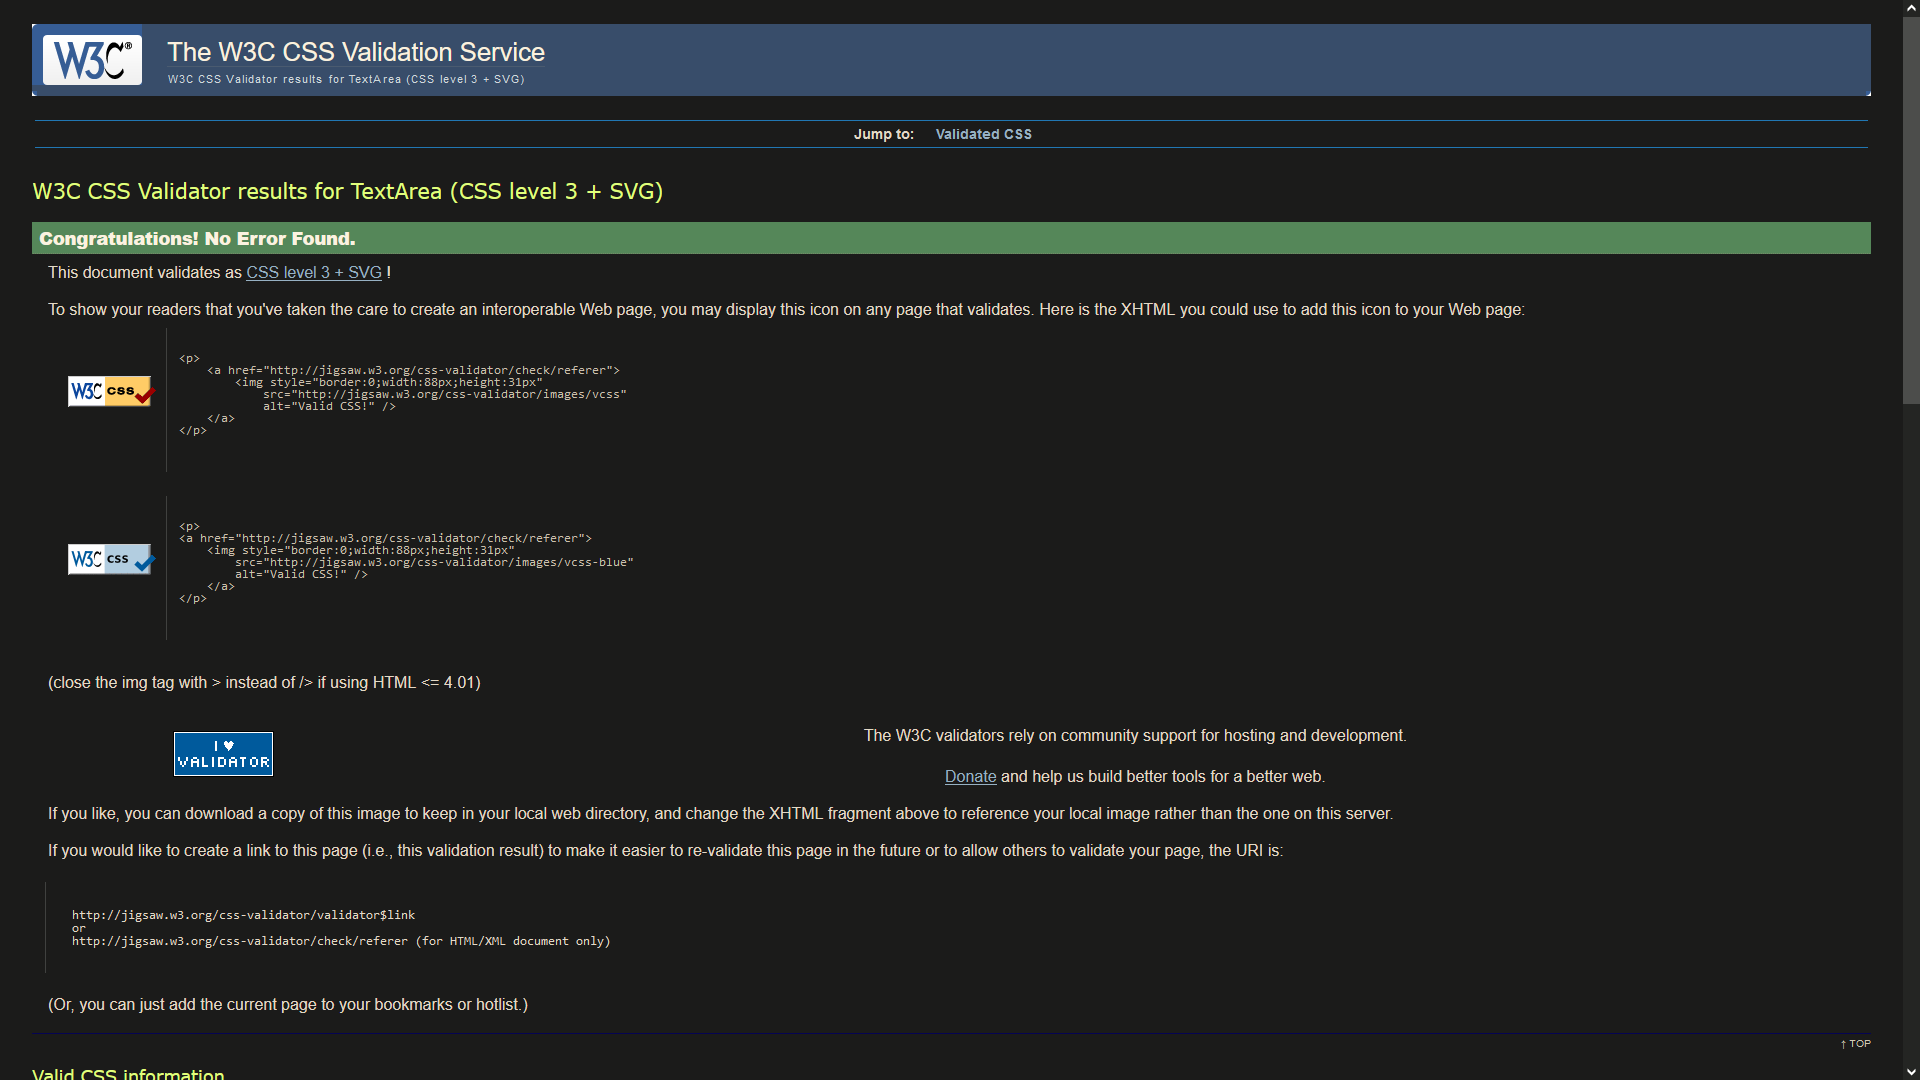 W3C®
The W3C CSS Validation Service
W3C CSS Validator results for TextArea (CSS level 3 + SVG)
Jump to: Validated CSS
W3C CSS Validator results for TextArea (CSS level 3 + SVG)
Congratulations! No Error Found.
This document validates as CSS level 3 + SVG !
To show your readers that you've taken the care to create an interoperable Web page, you may display this icon on any page that validates. Here is the XHTML you could use to add this icon to your Web page:
<p>
    <a href="http://jigsaw.w3.org/css-validator/check/referer">
        <img style="border:0;width:88px;height:31px"
W3C CSS
            src="http://jigsaw.w3.org/css-validator/images/vcss"
            alt="Valid CSS!" />
    </a>
</p>
<p>
<a href="http://jigsaw.w3.org/css-validator/check/referer">
    <img style="border:0;width:88px;height:31px"
W3C CSS
        src="http://jigsaw.w3.org/css-validator/images/vcss-blue"
        alt="Valid CSS!" />
    </a>
</p>
(close the img tag with > instead of /> if using HTML <= 4.01)
I ♥
VALIDATOR
The W3C validators rely on community support for hosting and development.
Donate and help us build better tools for a better web.
If you like, you can download a copy of this image to keep in your local web directory, and change the XHTML fragment above to reference your local image rather than the one on this server.
If you would like to create a link to this page (i.e., this validation result) to make it easier to re-validate this page in the future or to allow others to validate your page, the URI is:
http://jigsaw.w3.org/css-validator/validator$link
or
http://jigsaw.w3.org/css-validator/check/referer (for HTML/XML document only)
(Or, you can just add the current page to your bookmarks or hotlist.)
↑ TOP
Valid CSS information